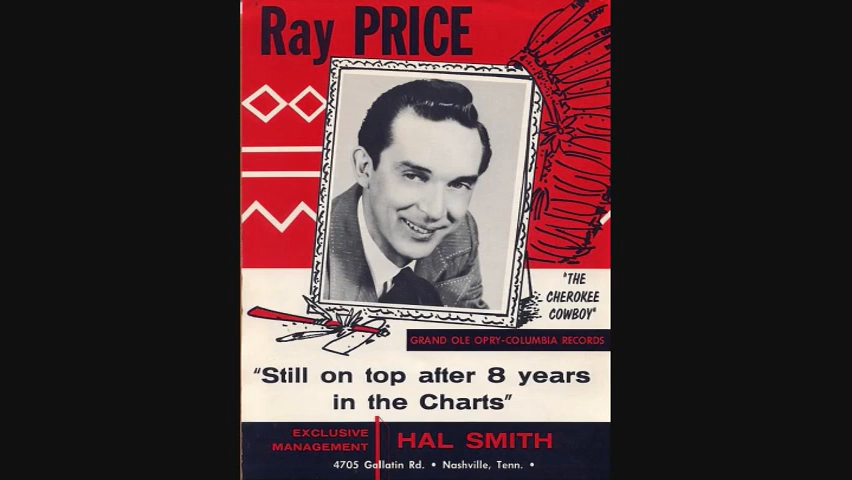 Ray PRICE
"THE
CHEROKEE
COWBOY"
GRAND OLE OPRY-COLUMBIA RECORDS
"Still on top after 8 years
in the Charts"
EXCLUSIVE
MANAGEMENT
HAL SMITH
4705 Gallatin Rd. • Nashville, Tenn. •